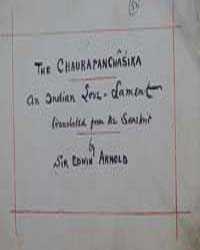 THE CHAURAPANCHÂSIKA
An Indian Love-Lament
translated from the Sanskrit
by
SIR EDWIN ARNOLD